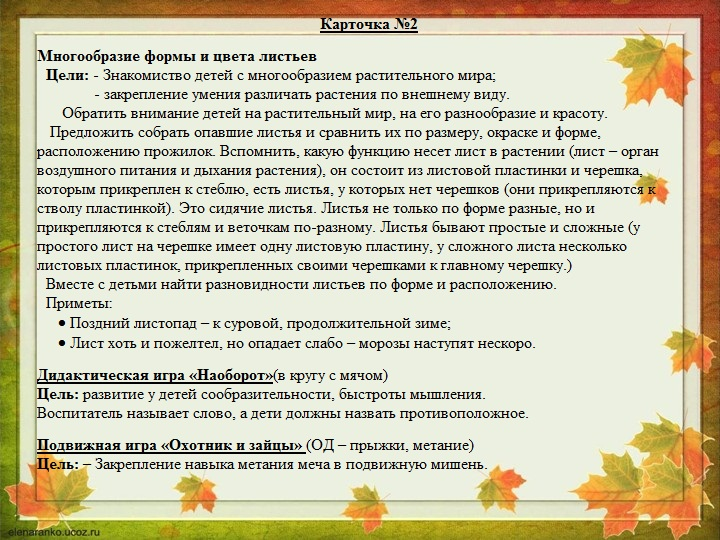 Карточка №2
Многообразие формы и цвета листьев
Цели: - Знакомиство детей с многообразием растительного мира;
- закрепление умения различать растения по внешнему виду.
Обратить внимание детей на растительный мир, на его разнообразие и красоту.
Предложить собрать опавшие листья и сравнить их по размеру, окраске и форме,
расположению прожилок. Вспомнить, какую функцию несет лист в растении (лист – орган
воздушного питания и дыхания растения), он состоит из листовой пластинки и черешка,
которым прикреплен к стеблю, есть листья, у которых нет черешков (они прикрепляются к
стволу пластинкой). Это сидячие листья. Листья не только по форме разные, но и
прикрепляются к стеблям и веточкам по-разному. Листья бывают простые и сложные (у
простого лист на черешке имеет одну листовую пластину, у сложного листа несколько
листовых пластинок, прикрепленных своими черешками к главному черешку.)
Вместе с детьми найти разновидности листьев по форме и расположению.
Приметы:
• Поздний листопад – к суровой, продолжительной зиме;
• Лист хоть и пожелтел, но опадает слабо – морозы наступят нескоро.
Дидактическая игра «Наоборот»(в кругу с мячом)
Цель: развитие у детей сообразительности, быстроты мышления.
Воспитатель называет слово, а дети должны назвать противоположное.
Подвижная игра «Охотник и зайцы» (ОД – прыжки, метание)
Цель: – Закрепление навыка метания меча в подвижную мишень.
elenaranko.ucoz.ru